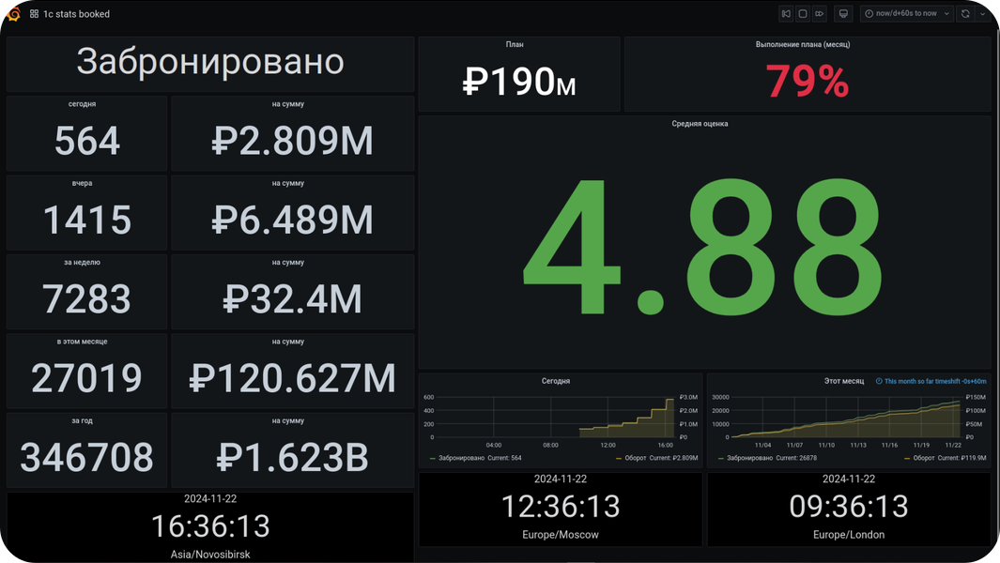 1c stats booked
now/d+60s to now
Забронировано
сегодня
564
на сумму
₽2.809М
вчера
1415
на сумму
₽6.489М
за неделю
7283
на сумму
₽32.4М
в этом месяце
27019
на сумму
₽120.627М
за год
346708
на сумму
₽1.623В
2024-11-22
16:36:13
Asia/Novosibirsk
План
₽190м
Выполнение плана (месяц)
79%
Средняя оценка
4.88
Сегодня
600
400
200
0
₽3.0M
₽2.0M
₽1.0M
₽0
04:00 08:00 12:00 16:00
Забронировано Current: 564 Оборот Current: ₽2.809M
Этот месяц
This month so far timeshift -0s+60m
30000
20000
10000
0
₽150M
₽100M
₽50M
₽0
11/04 11/07 11/10 11/13 11/16 11/19 11/22
Забронировано Current: 26878 Оборот Current: ₽119.9M
2024-11-22
12:36:13
Europe/Moscow
2024-11-22
09:36:13
Europe/London